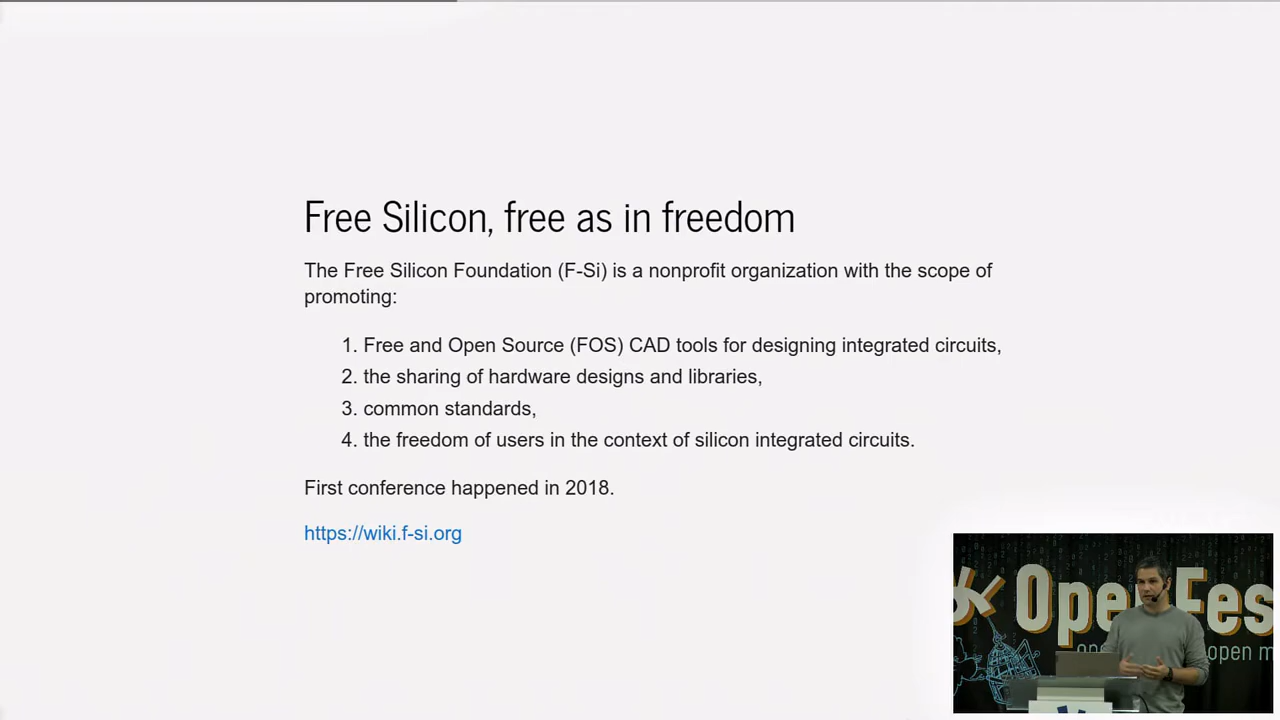 Free Silicon, free as in freedom
The Free Silicon Foundation (F-Si) is a nonprofit organization with the scope of
promoting:
1. Free and Open Source (FOS) CAD tools for designing integrated circuits,
2. the sharing of hardware designs and libraries,
3. common standards,
4. the freedom of users in the context of silicon integrated circuits.
First conference happened in 2018.
https://wiki.f-si.org
Open Fes
open m